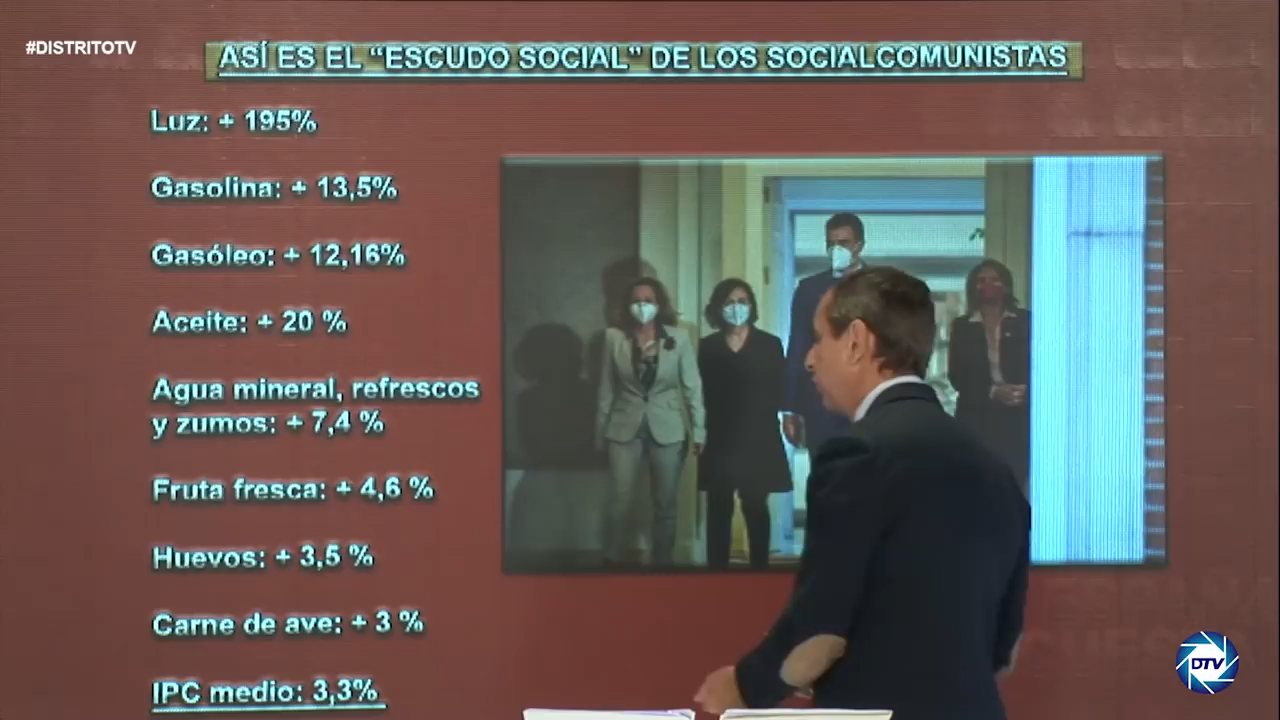 #DISTRITOTV
ASÍ ES EL “ESCUDO SOCIAL” DE LOS SOCIALCOMUNISTAS
Luz: + 195%
Gasolina: + 13,5%
Gasóleo: + 12,16%
Aceite: + 20 %
Agua mineral, refrescos
y zumos: + 7,4 %
Fruta fresca: + 4,6 %
Huevos: + 3,5 %
Carne de ave: + 3 %
IPC medio: 3,3%
DTV